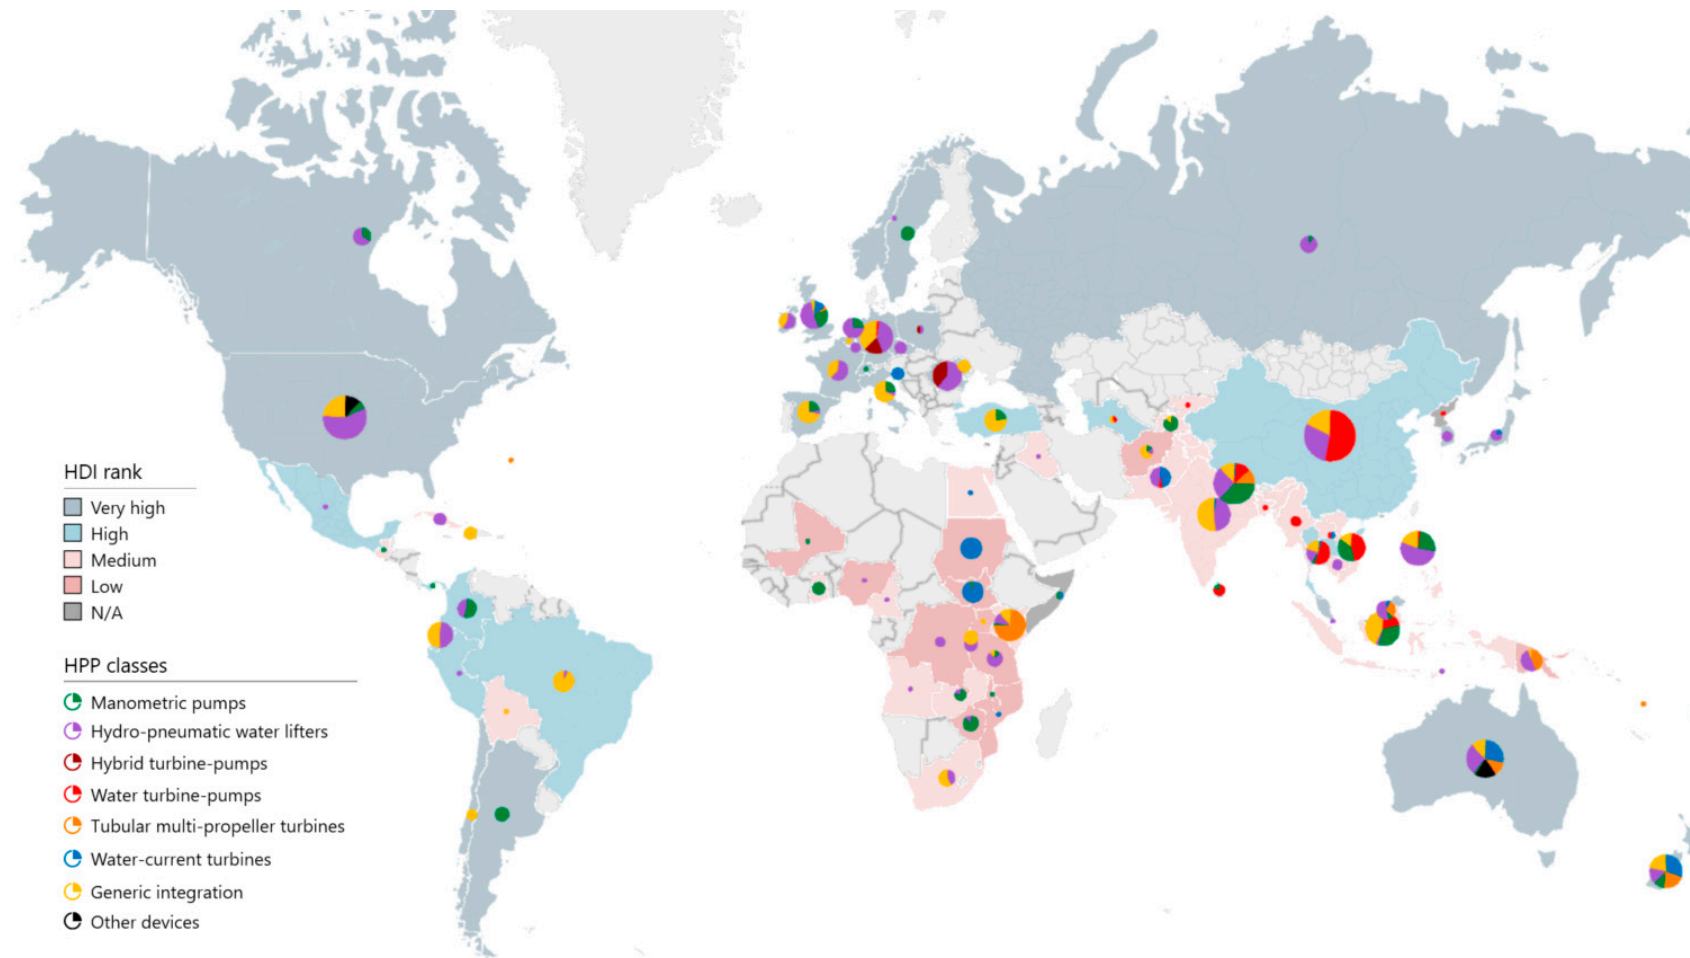 HDI rank
Very high
High
Medium
Low
N/A
HPP classes
Manometric pumps
Hydro-pneumatic water lifters
Hybrid turbine-pumps
Water turbine-pumps
Tubular multi-propeller turbines
Water-current turbines
Generic integration
Other devices